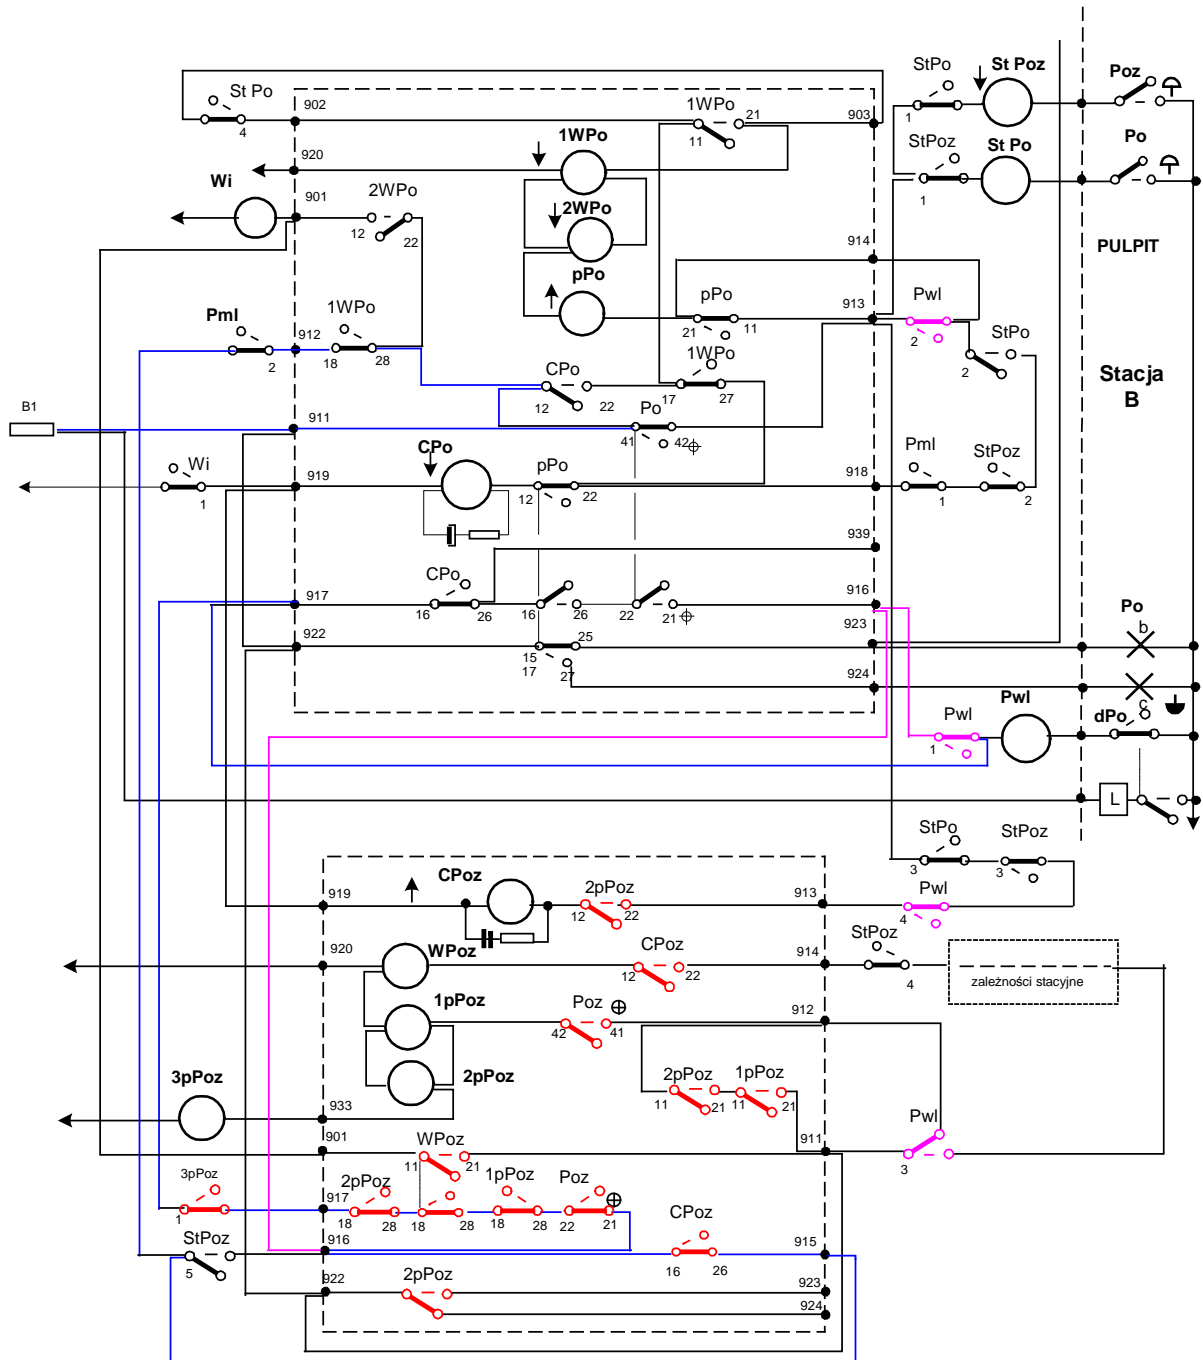 StPo
St Poz
Poz
St Po
902
1WPo
21
903
4
1
11
StPoz
St Po
Po
1WPo
920
Wi
901
2WPo
2WPo
12
22
1
914
PULPIT
pPo
pPo
913
Pwl
21
11
2
StPo
Pml
912
1WPo
2
18
28
1WPo
CPo
2
Stacja
B
12
22
17
27
B1
911
Po
41
42
CPo
Pml
StPoz
Wi
919
pPo
918
12
22
1
1
2
939
CPo
917
916
16
26
16
26
22
21
922
25
923
Po
b
15
17
27
924
Pwl
c
dPo
Pwl
1
L
StPo
StPoz
3
3
CPoz
919
2pPoz
913
Pwl
12
22
4
920
WPoz
CPoz
914
StPoz
12
22
4
zależności stacyjne
1pPoz
Poz
912
42
41
3pPoz
2pPoz
2pPoz
1pPoz
11
21
11
21
933
Pwl
901
WPoz
911
11
21
3
3pPoz
2pPoz
1pPoz
Poz
917
1
18
28
18
28
18
28
22
21
StPoz
916
CPoz
915
5
16
26
922
2pPoz
923
924